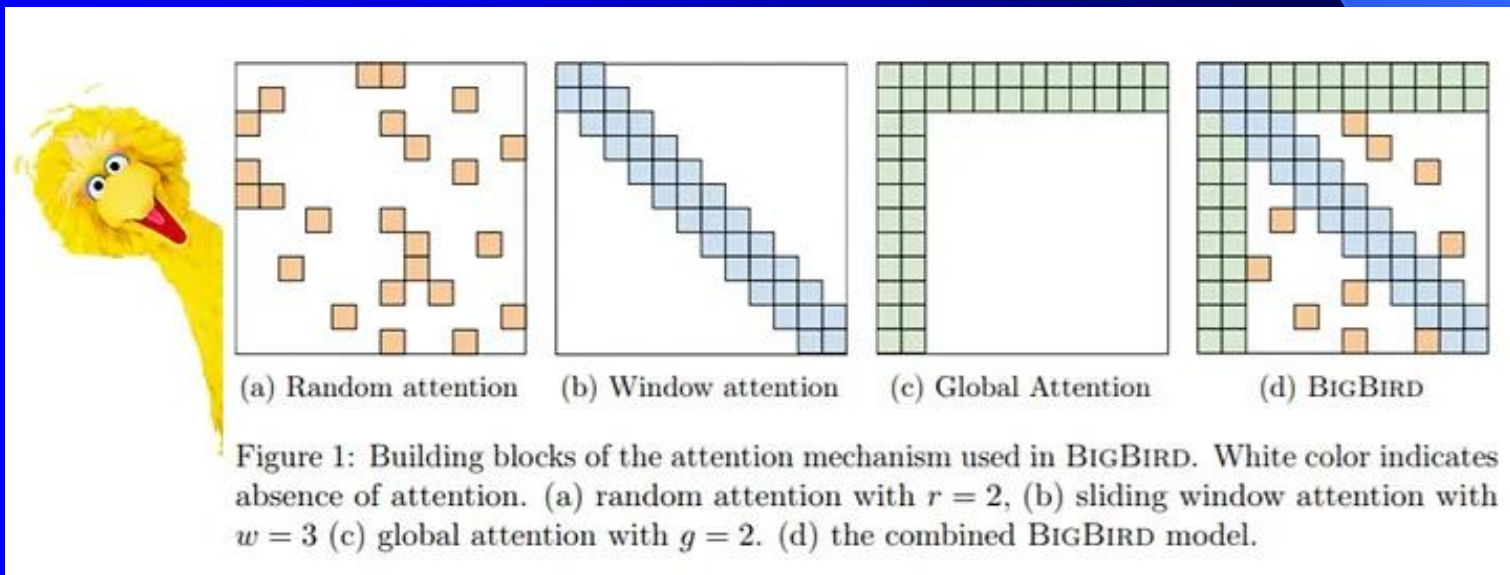 (a) Random attention (b) Window attention (c) Global Attention (d) BIGBIRD
Figure 1: Building blocks of the attention mechanism used in BIGBIRD. White color indicates
absence of attention. (a) random attention with r = 2, (b) sliding window attention with
w = 3 (c) global attention with g = 2. (d) the combined BIGBIRD model.